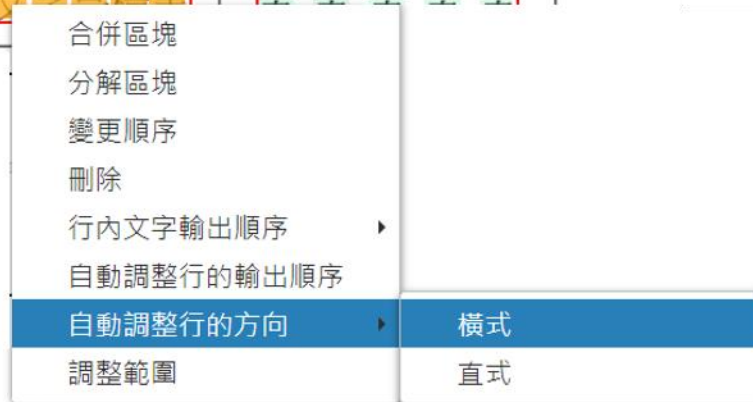 合併區塊
分解區塊
變更順序
刪除
行內文字輸出順序
自動調整行的輸出順序
自動調整行的方向
橫式
調整範圍
直式